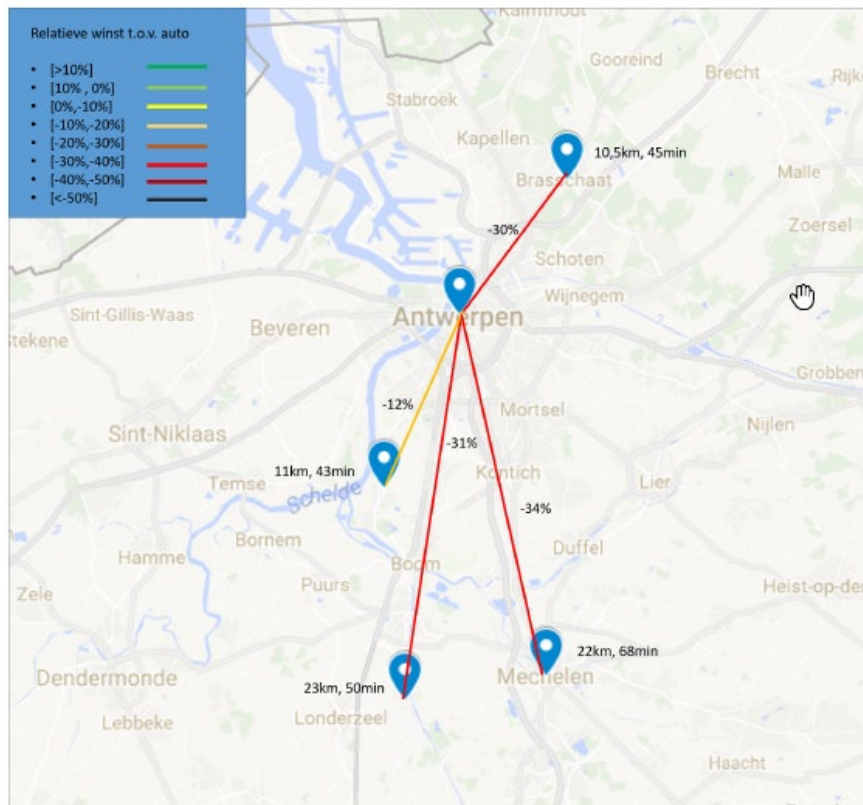 Relatieve winst t.o.v. auto
• [>10%]
• [10% , 0%]
• [0%,-10%]
• [-10%,-20%]
• [-20%,-30%]
• [-30%,-40%]
• [-40%,-50%]
• [<-50%]
Kalmthout
Gooreind
Brecht
Rijke
Stabroek
Kapellen
10,5km, 45min
Brasschaat
Malle
Zoersel
-30%
Schoten
Wijnegem
Antwerpen
Sint-Gillis-Waas
Beveren
Stekene
Grobben
-12%
Mortsel
Nijlen
Sint-Niklaas
-31%
11km, 43min
Kontich
Lier
Temse
Schelde
-34%
Bornem
Duffel
Hamme
Boom
Puurs
Heist-op-der
Zele
22km, 68min
Mechelen
Dendermonde
23km, 50min
Londerzeel
Lebbeke
Haacht